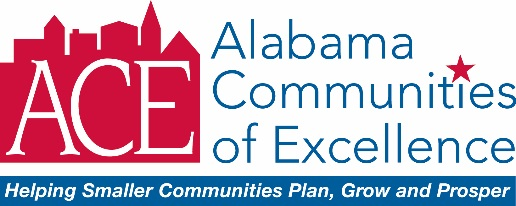 ACE
Alabama
Communities
of Excellence
Helping Smaller Communities Plan, Grow and Prosper